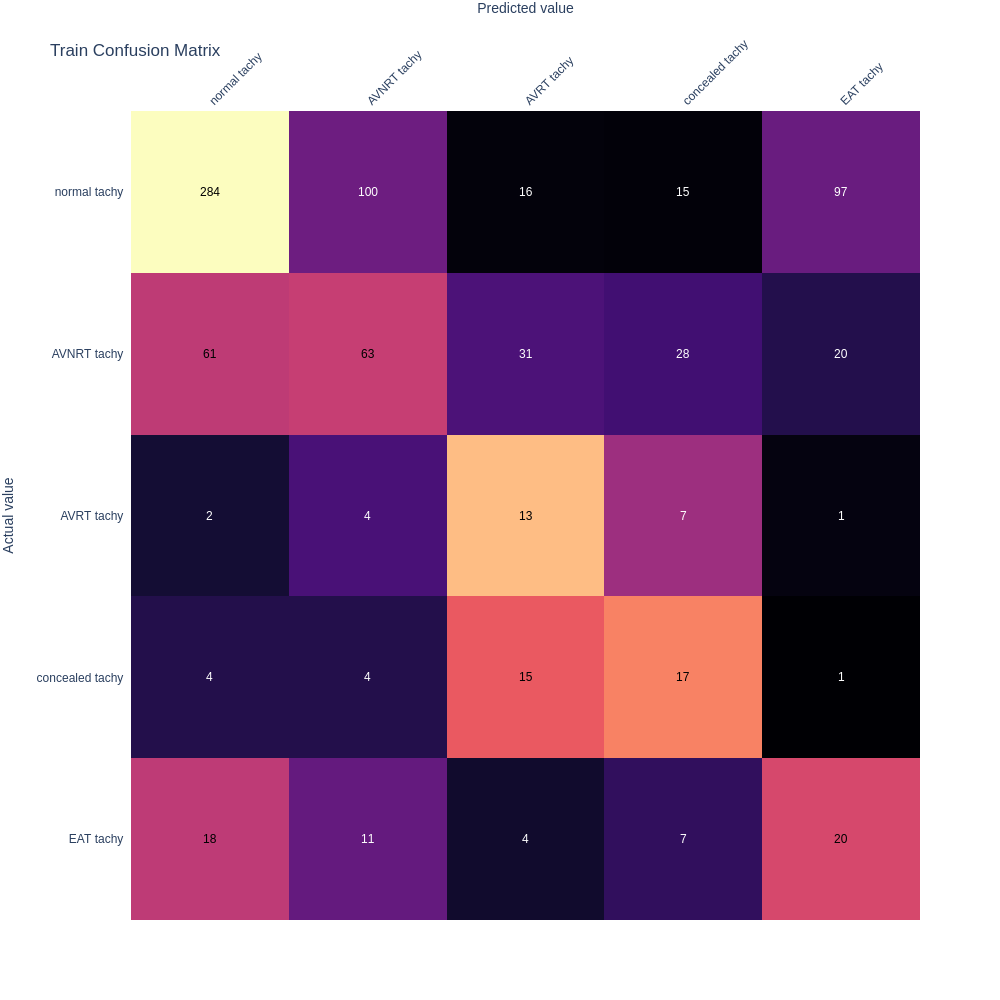 Predicted value
Train Confusion Matrix
normal tachy
AVNRT tachy
AVRT tachy
concealed tachy
EAT tachy
Actual value
normal tachy 284 100 16 15 97
AVNRT tachy 61 63 31 28 20
AVRT tachy 2 4 13 7 1
concealed tachy 4 4 15 17 1
EAT tachy 18 11 4 7 20